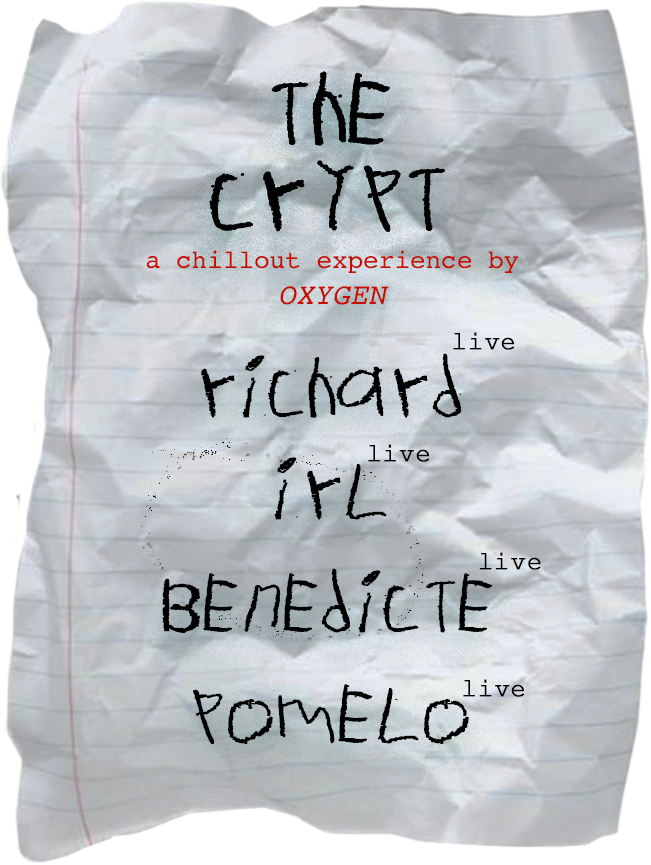 THE
CrYPT
a chillout experience by
OXYGEN
live
richard
live
irL
live
BEnEdicTE
live
POmELO